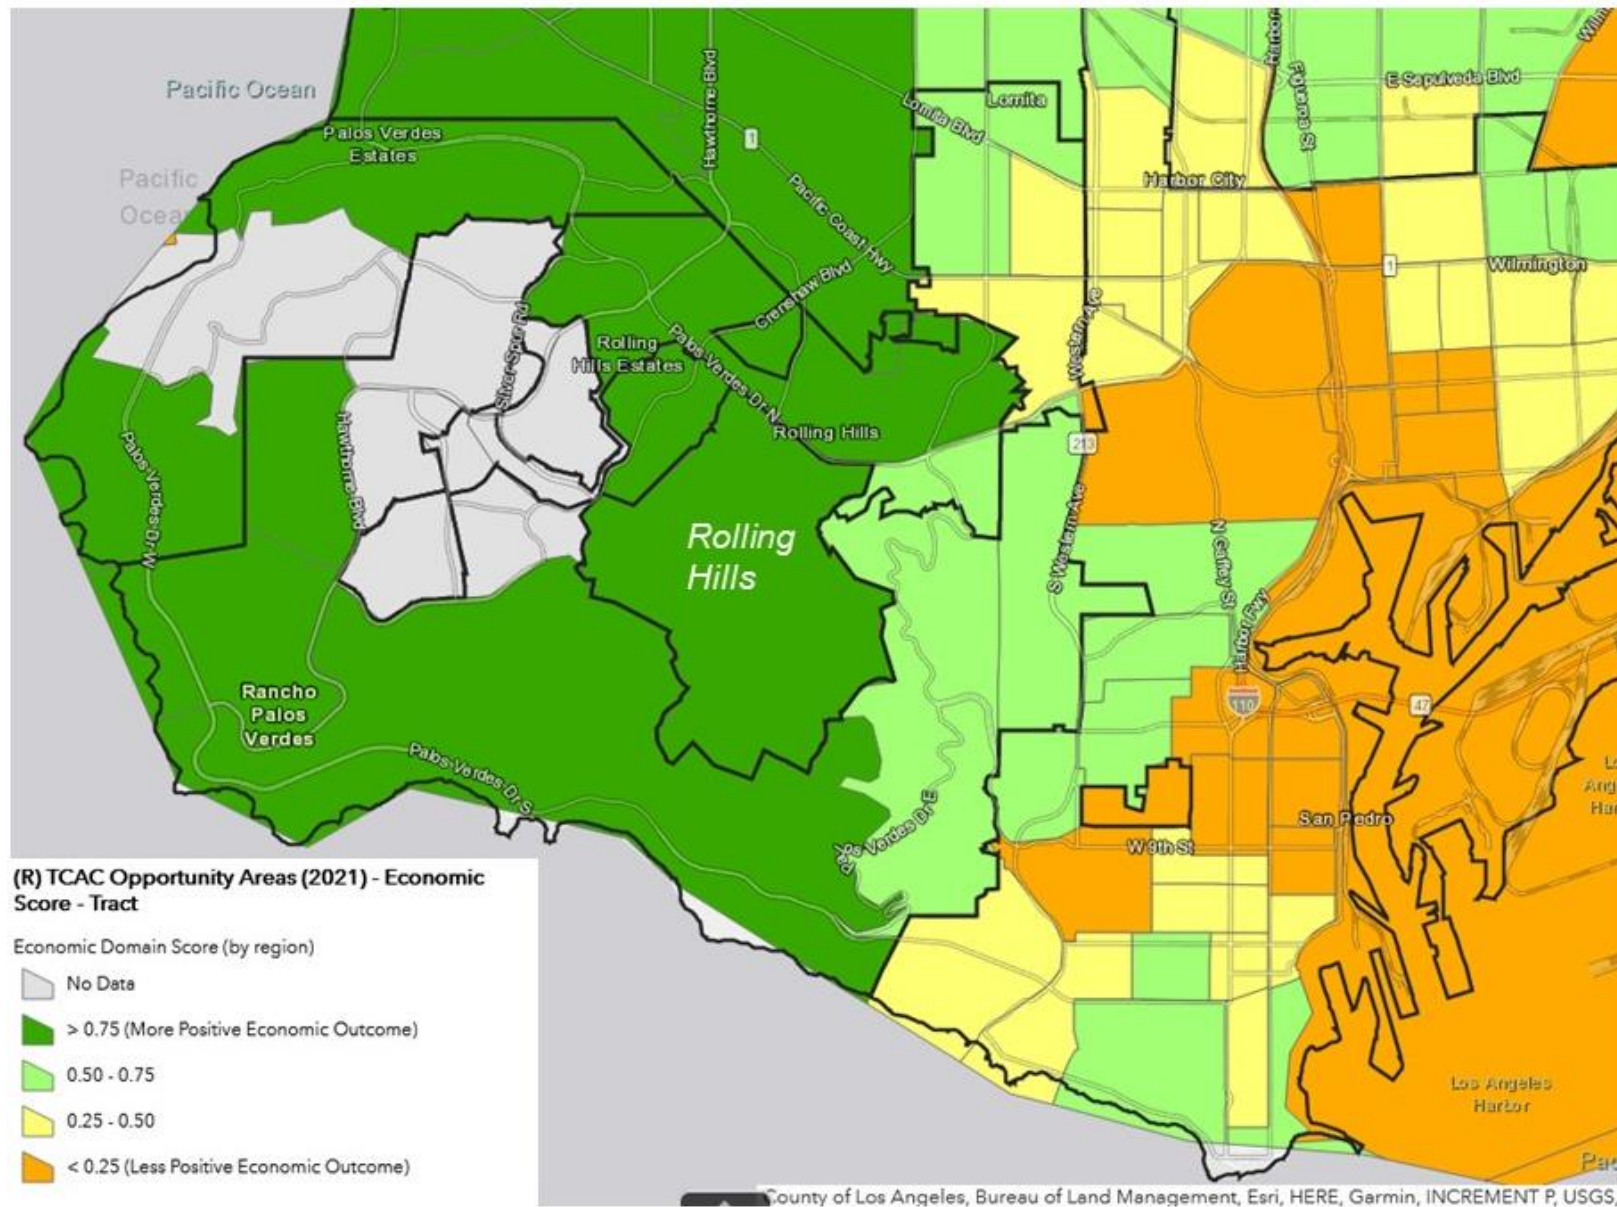 Pacific Ocean
Pacific
Palos Verdes
Estates
Hawthorne Blvd
1
Lomita Blvd
Lomita
Harbor
Figueroa St
E Sepulveda Blvd
Harbor City
Pacific Coast Hwy
Crenshaw Blvd
1
Wilmington
Silver Spur Rd
Rolling
Hills Estates
Palos Verdes Dr N
Western Ave
Rolling Hills
213
Hawthorne Blvd
Palos Verdes Dr W
Rolling
Hills
S Western Ave
N Gaffey St
Harbor Fwy
Rancho
Palos
Verdes
110
47
Palos Verdes Dr S
Verdes Dr E
San Pedro
W 9th St
(R) TCAC Opportunity Areas (2021) - Economic
Score - Tract
Economic Domain Score (by region)
No Data
> 0.75 (More Positive Economic Outcome)
0.50 - 0.75
0.25 - 0.50
< 0.25 (Less Positive Economic Outcome)
Los Angeles
Harbor
County of Los Angeles, Bureau of Land Management, Esri, HERE, Garmin, INCREMENT P, USGS,